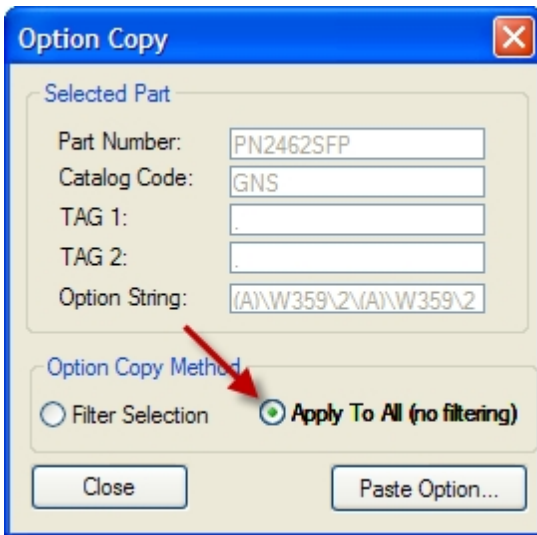 Option Copy
Selected Part
Part Number: PN2462SFP
Catalog Code: GNS
TAG 1: .
TAG 2: .
Option String: (A)\W359\2\(A)\W359\2
Option Copy Method
Filter Selection Apply To All (no filtering)
Close Paste Option...